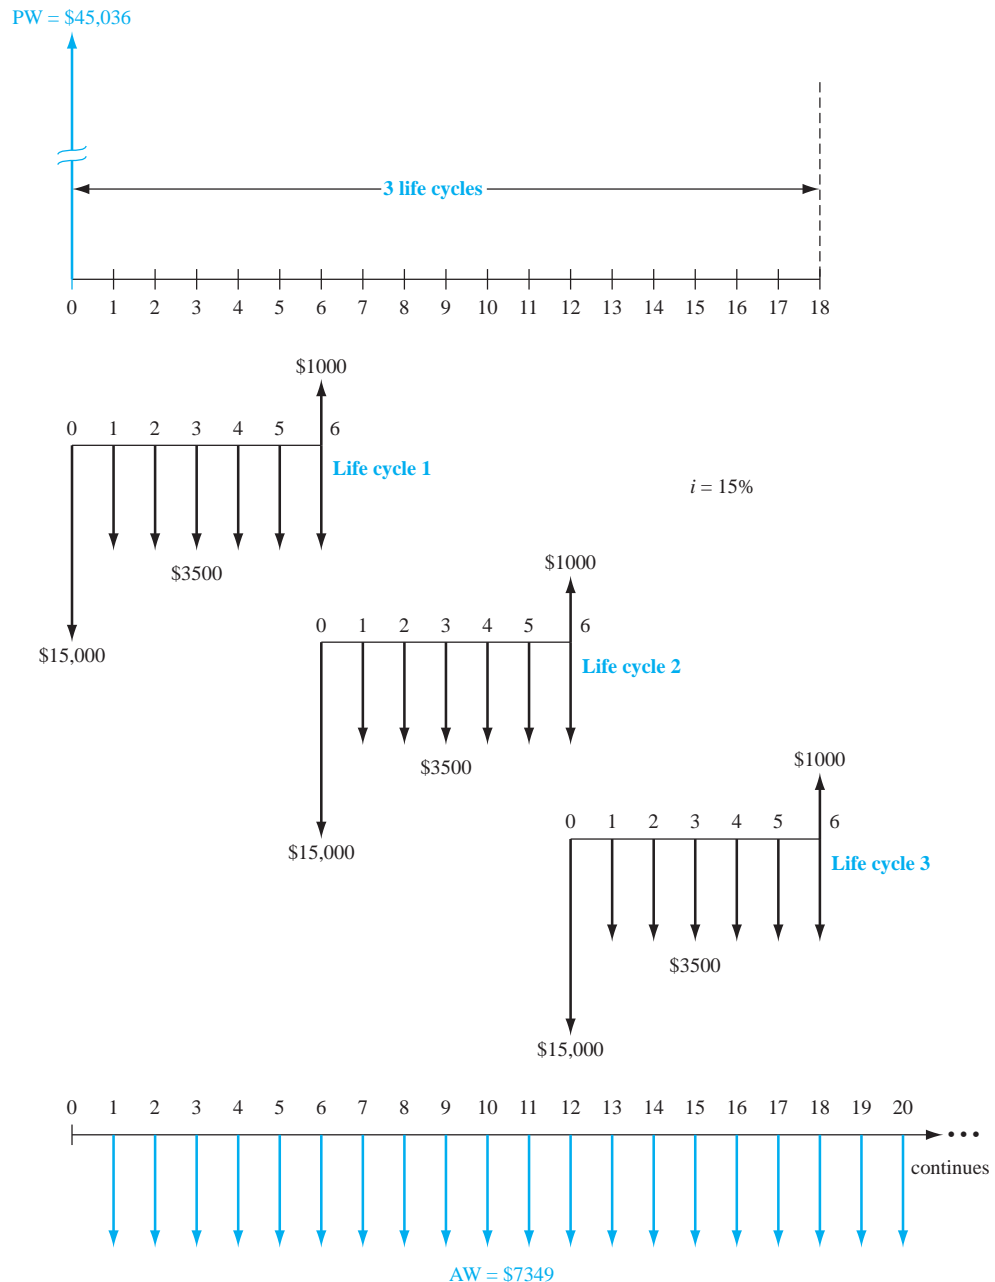 PW = $45,036
3 life cycles
0 1 2 3 4 5 6 7 8 9 10 11 12 13 14 15 16 17 18
$1000
0 1 2 3 4 5 6
Life cycle 1
i = 15%
$3500
$15,000
$1000
0 1 2 3 4 5 6
Life cycle 2
$3500
$15,000
$1000
0 1 2 3 4 5 6
Life cycle 3
$3500
$15,000
0 1 2 3 4 5 6 7 8 9 10 11 12 13 14 15 16 17 18 19 20
continues
AW = $7349